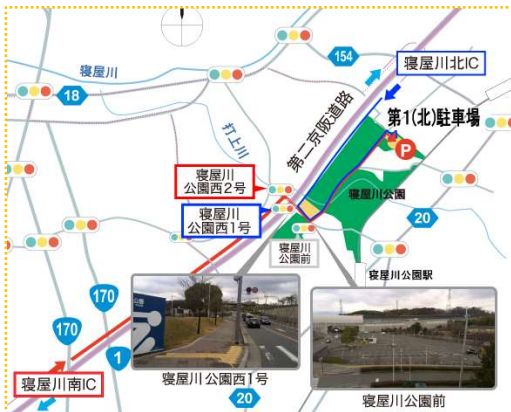 154
寝屋川北IC
寝屋川
18
打上川
第二京阪道路
第1(北)駐車場
P
寝屋川
公園西2号
寝屋川
公園西1号
寝屋川公園
20
寝屋川
公園前
寝屋川公園駅
170
170
1
寝屋川南IC
20
寝屋川公園西1号
寝屋川公園前